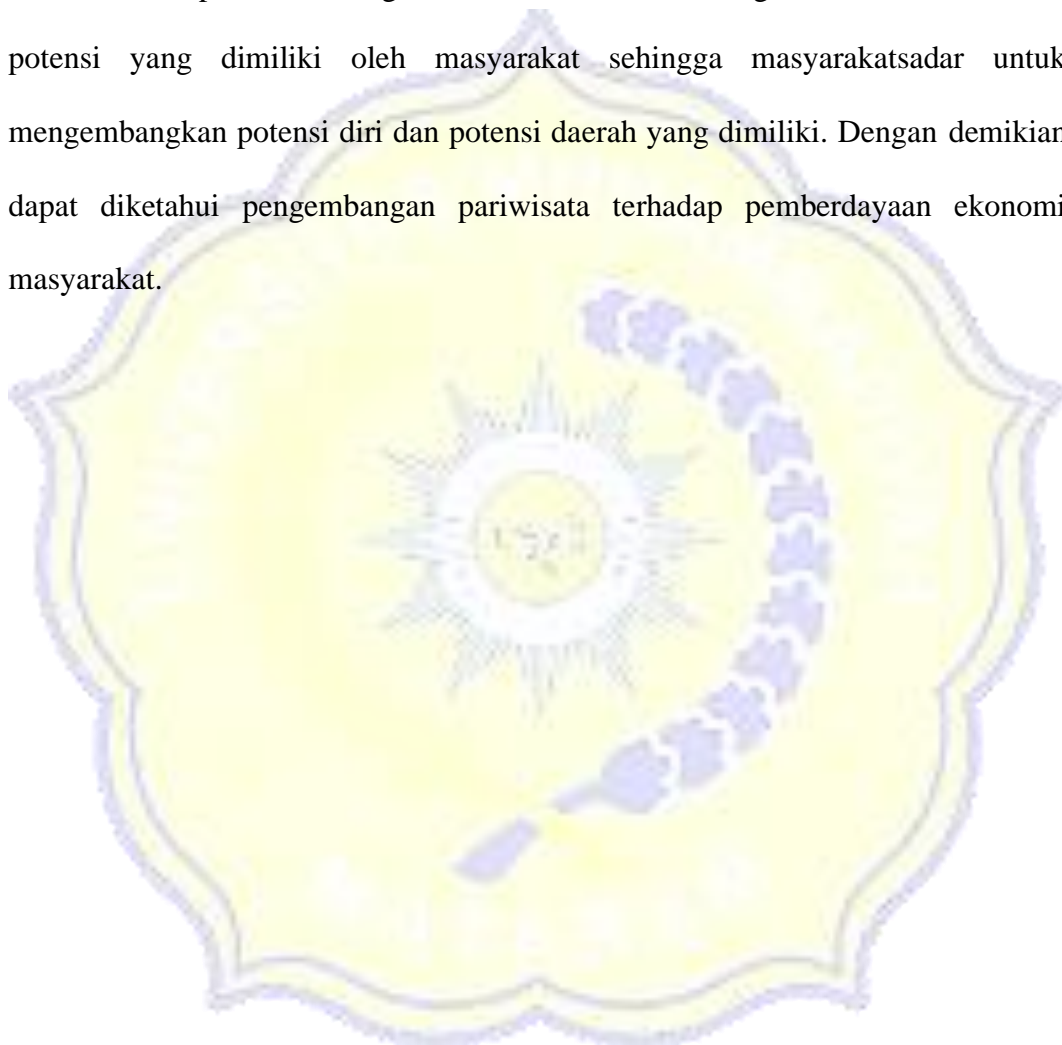 potensi yang dimiliki oleh masyarakat sehingga masyarakatsadar untuk
mengembangkan potensi diri dan potensi daerah yang dimiliki. Dengan demikian
dapat diketahui pengembangan pariwisata terhadap pemberdayaan ekonomi
masyarakat.